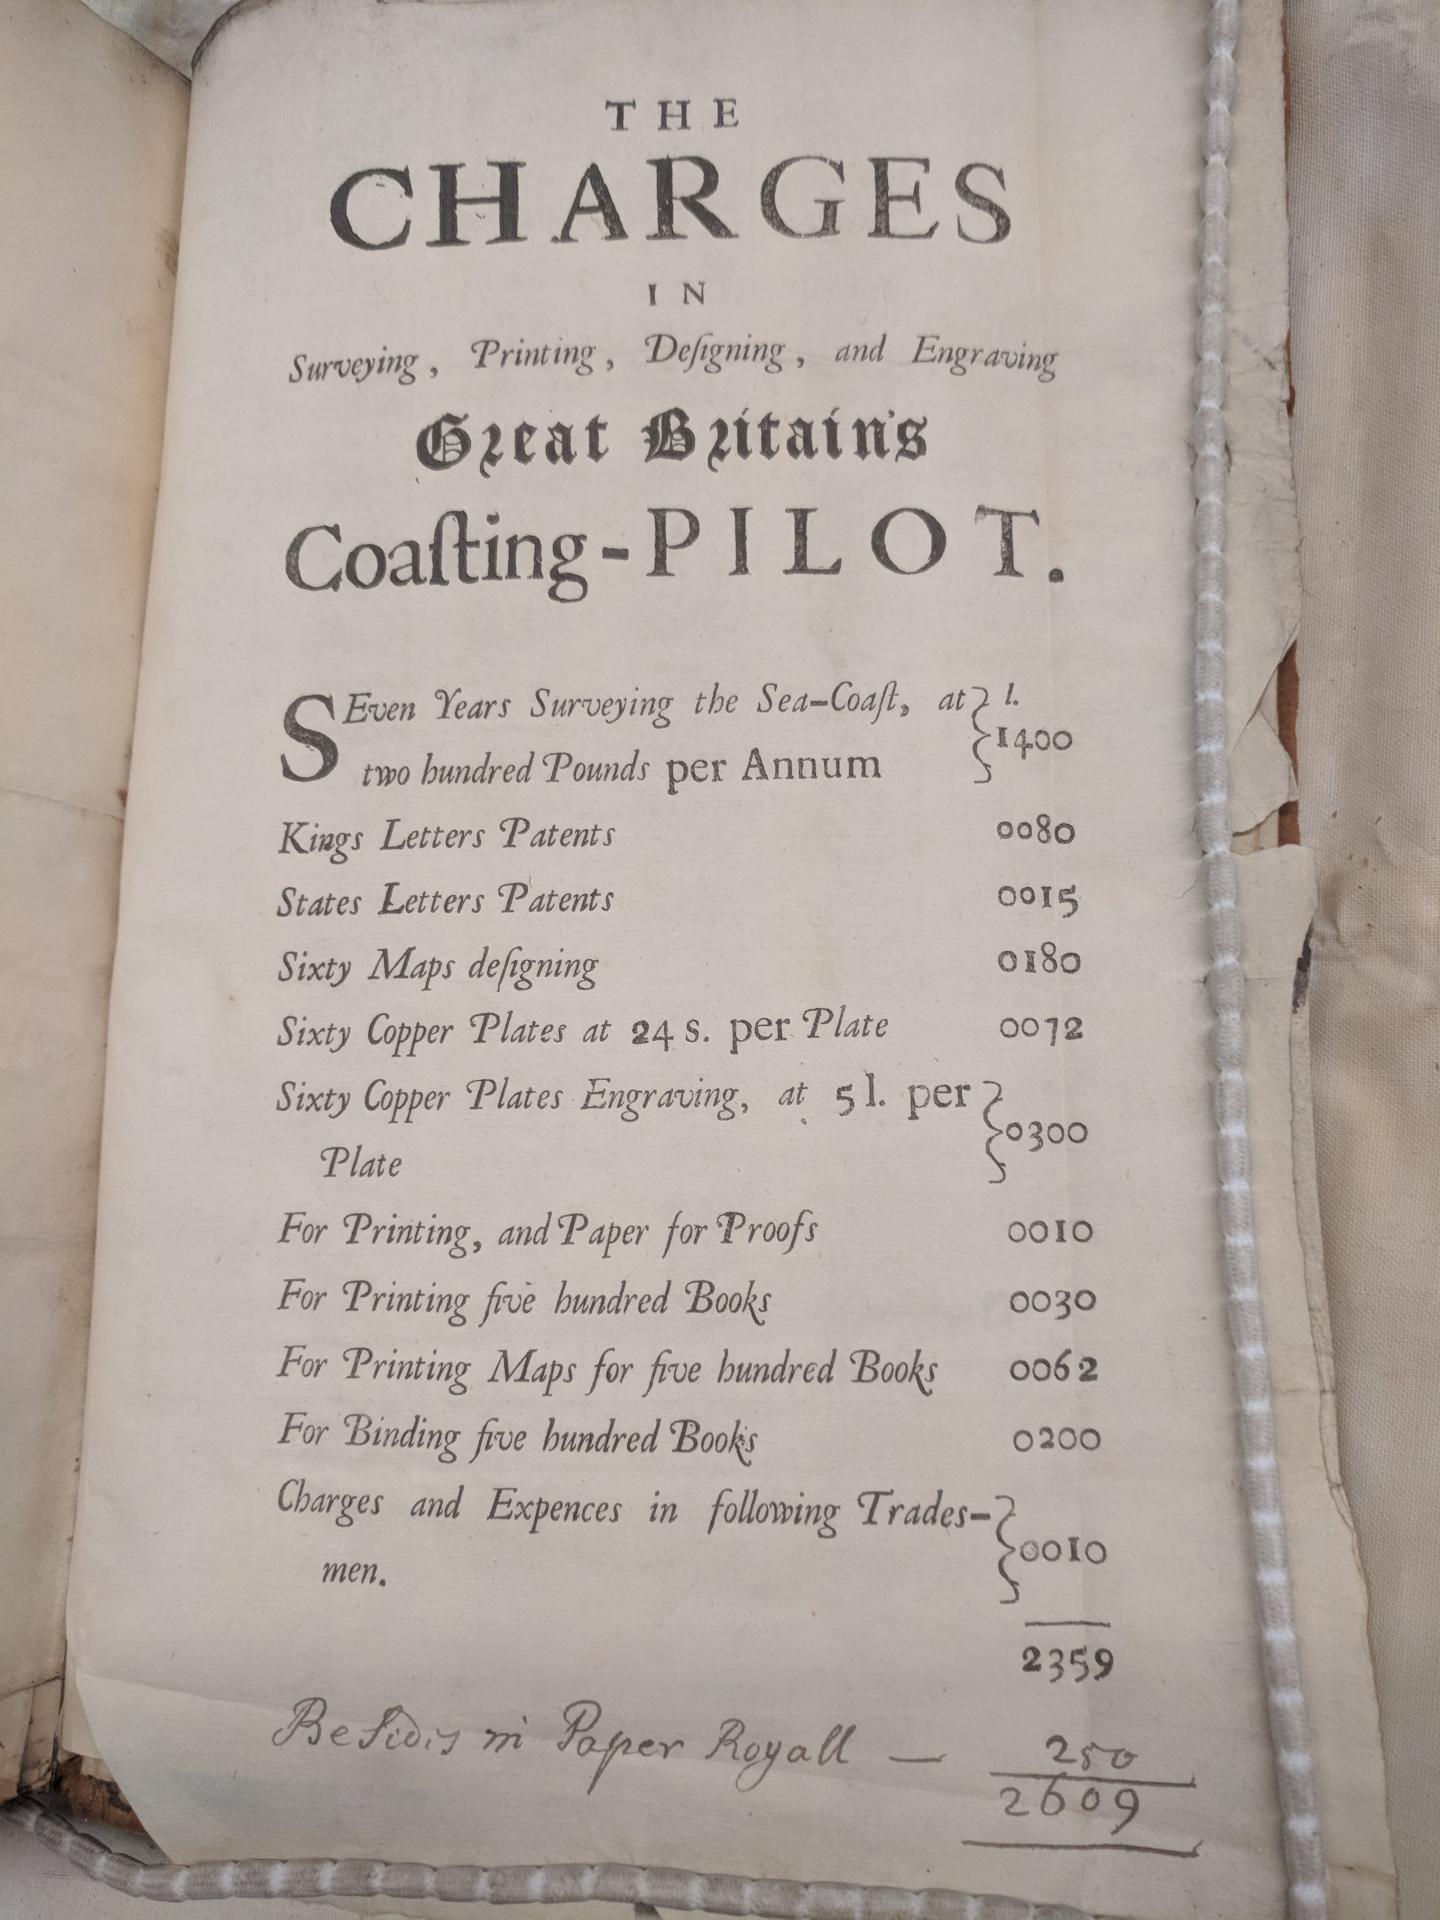 THE
CHARGES
IN
Surveying, Printing, Deſigning, and Engraving
Great Britain's
Coaſting-PILOT.
SEven Years Surveying the Sea-Coaſt, at } l.
two hundred Pounds per Annum } 1400
Kings Letters Patents 0080
States Letters Patents 0015
Sixty Maps deſigning 0180
Sixty Copper Plates at 24 s. per Plate 0072
Sixty Copper Plates Engraving, at 5 l. per } 0300
Plate
For Printing, and Paper for Proofs 0010
For Printing five hundred Books 0030
For Printing Maps for five hundred Books 0062
For Binding five hundred Books 0200
Charges and Expences in following Trades- } 0010
men.
2359
Beſidis in Paper Royall — 250
2609